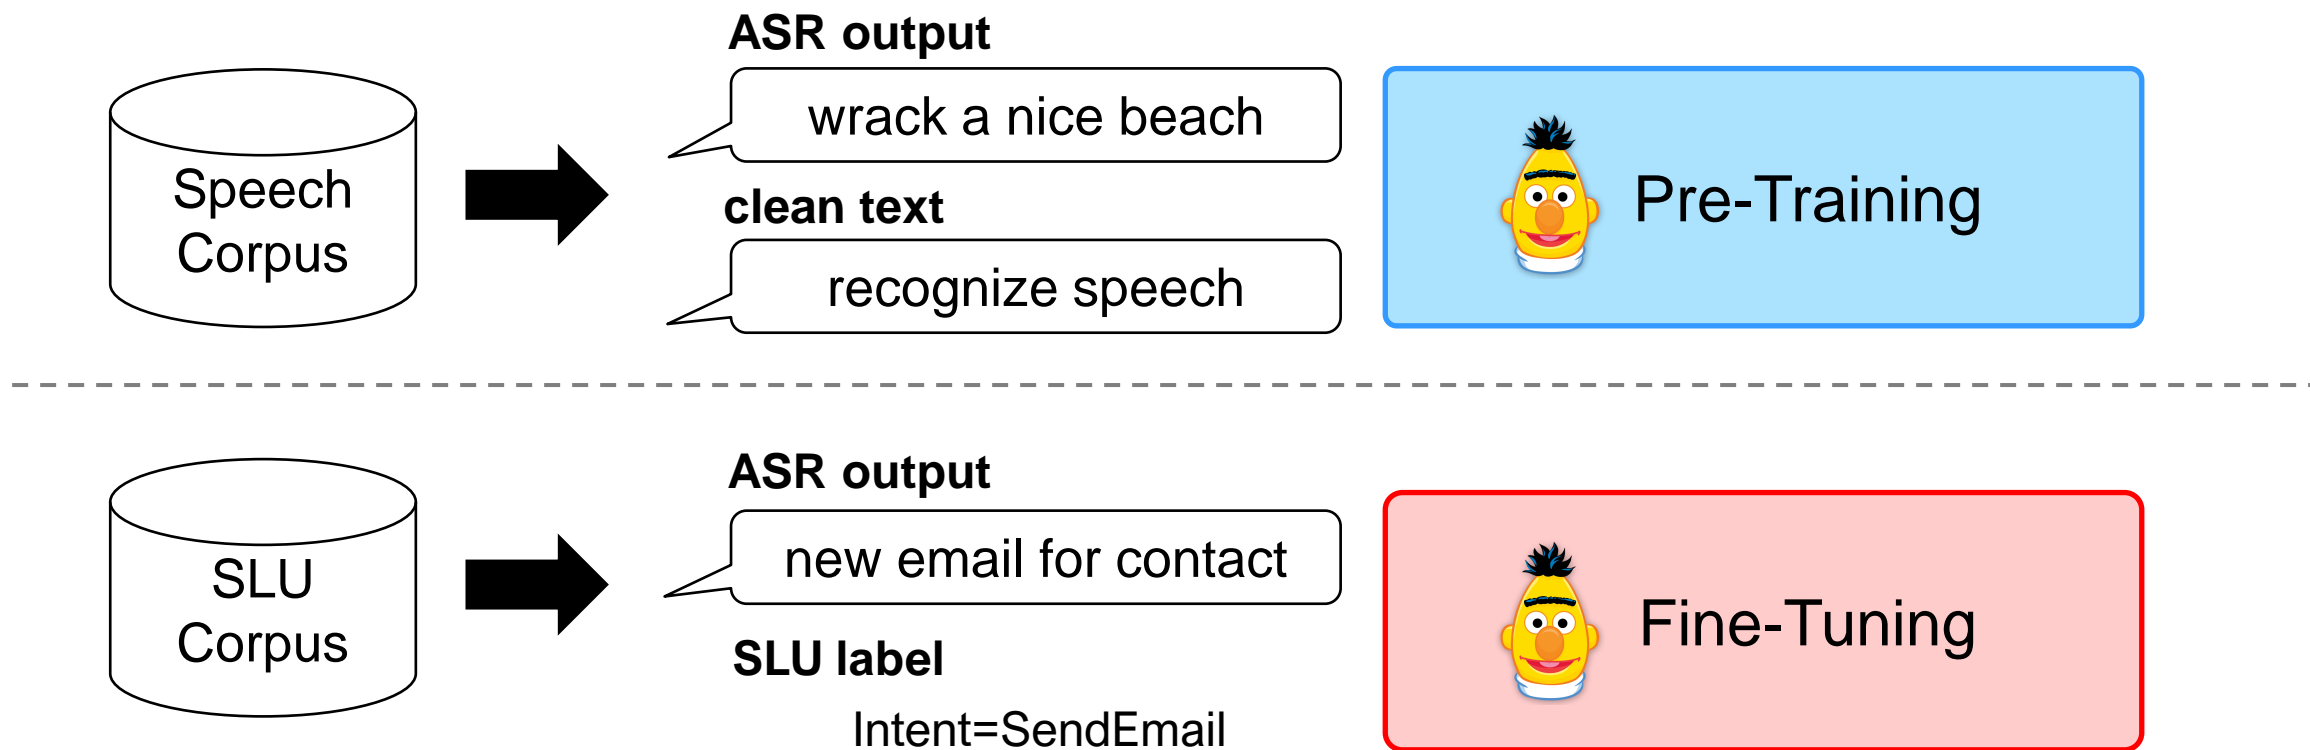 ASR output
wrack a nice beach
Speech
Corpus
clean text
recognize speech
Pre-Training
ASR output
new email for contact
SLU
Corpus
SLU label
Intent=SendEmail
Fine-Tuning